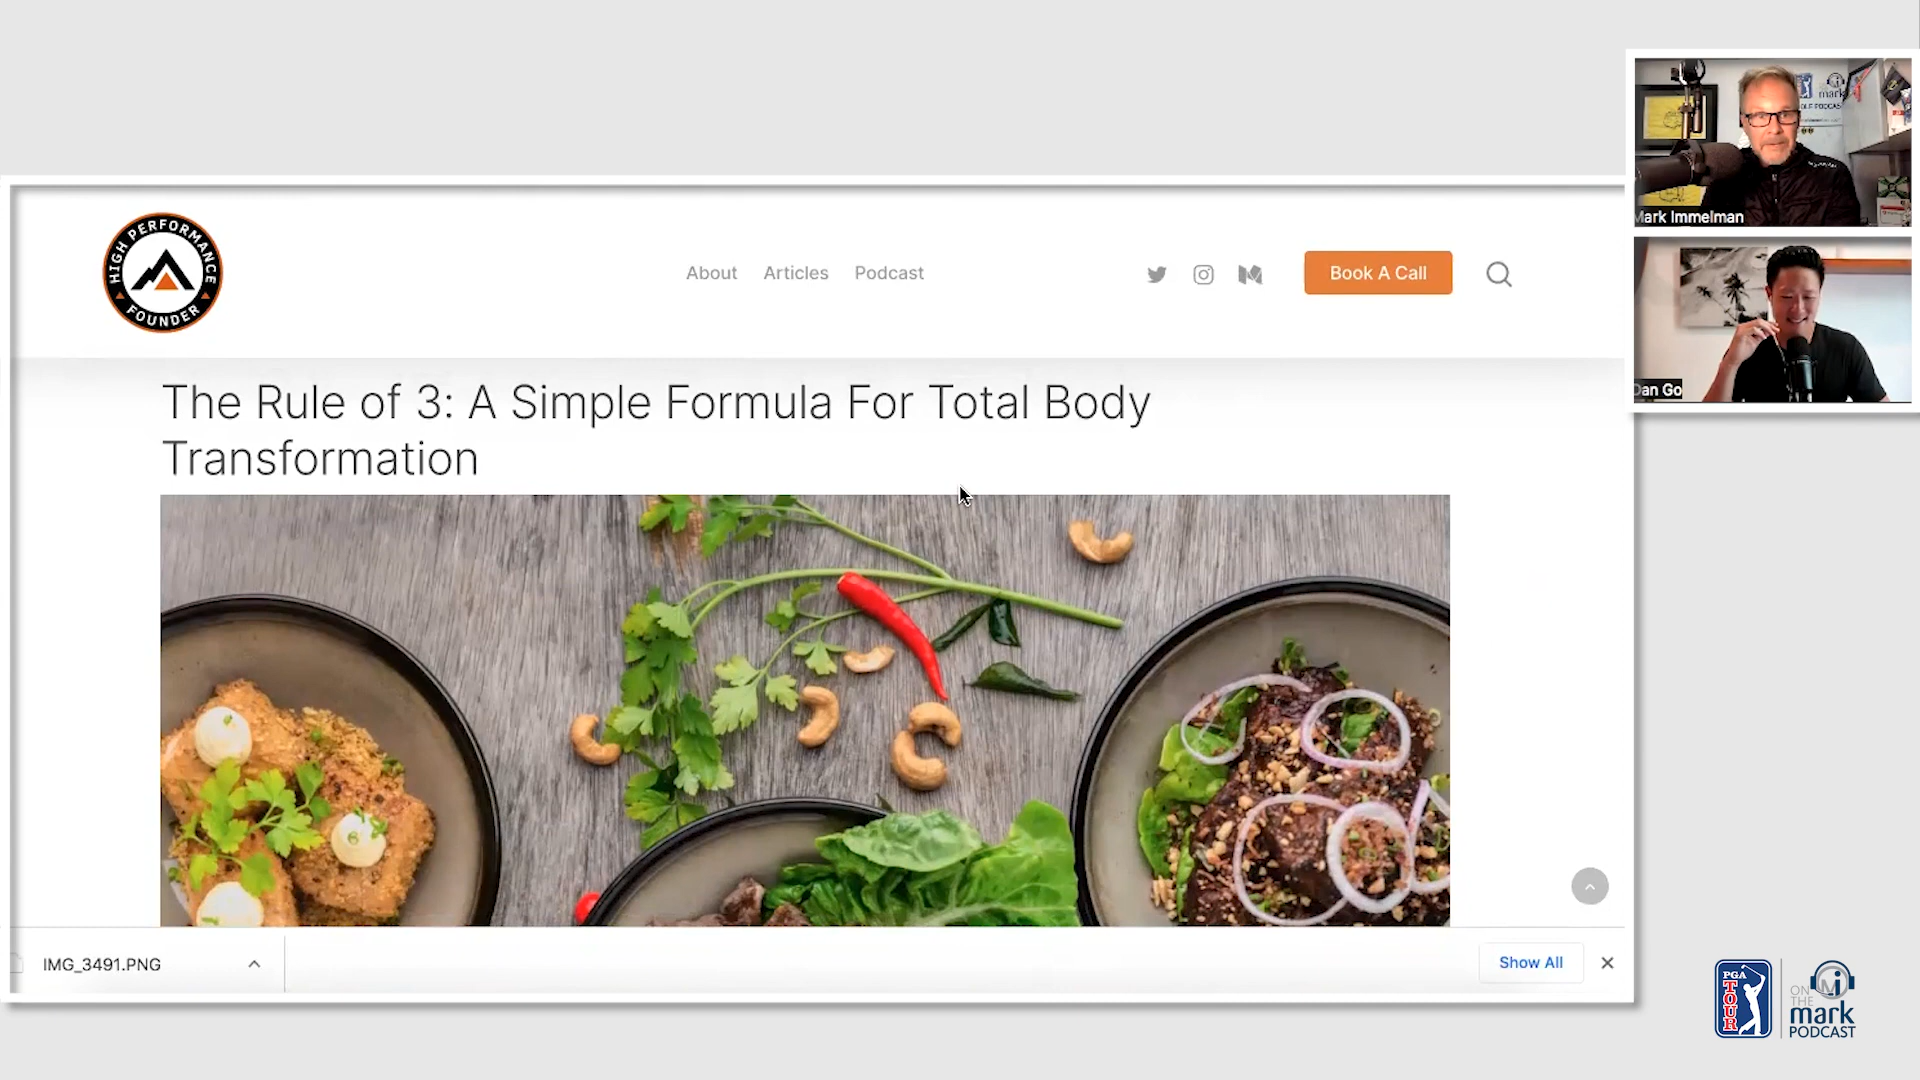 HIGH PERFORMANCE
FOUNDER
About Articles Podcast
Book A Call
The Rule of 3: A Simple Formula For Total Body
Transformation
IMG_3491.PNG
Show All
mark
Mark Immelman
Dan Go
PGA
TOUR
ON
THE
mark
PODCAST